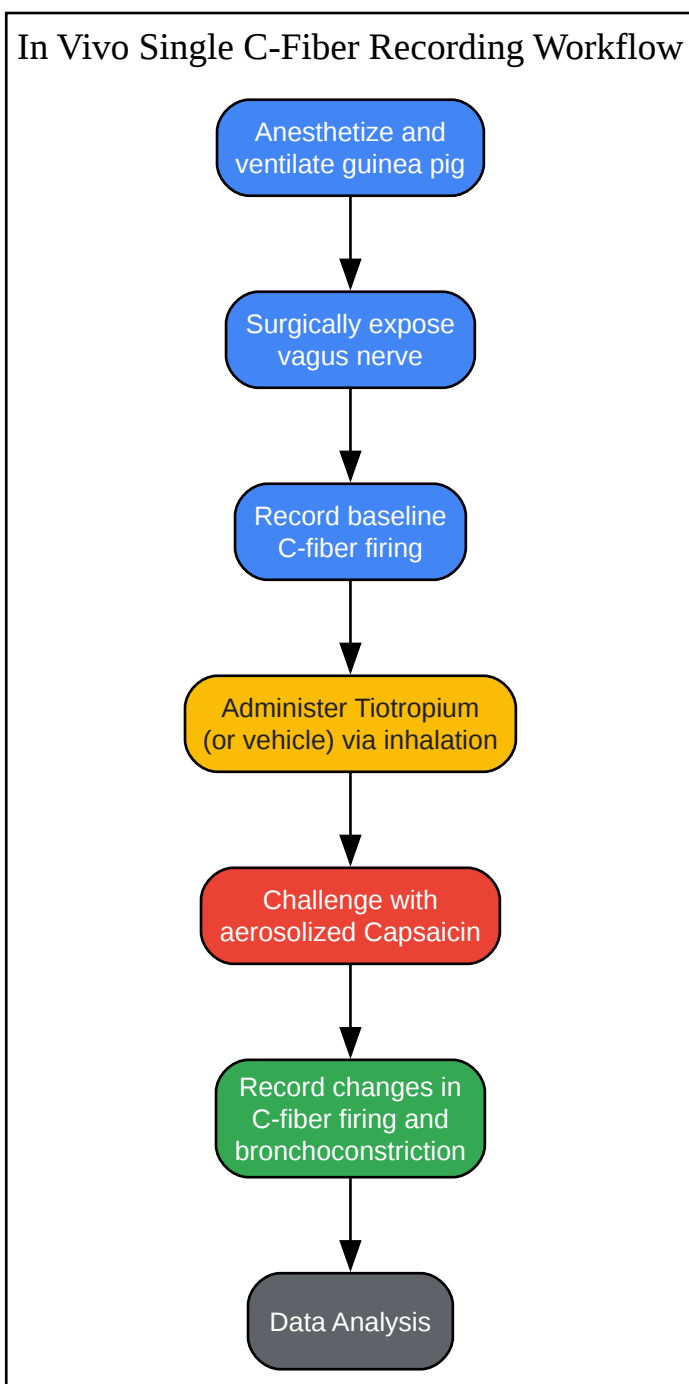 In Vivo Single C-Fiber Recording Workflow
Anesthetize and
ventilate guinea pig
Surgically expose
vagus nerve
Record baseline
C-fiber firing
Administer Tiotropium
(or vehicle) via inhalation
Challenge with
aerosolized Capsaicin
Record changes in
C-fiber firing and
bronchoconstriction
Data Analysis